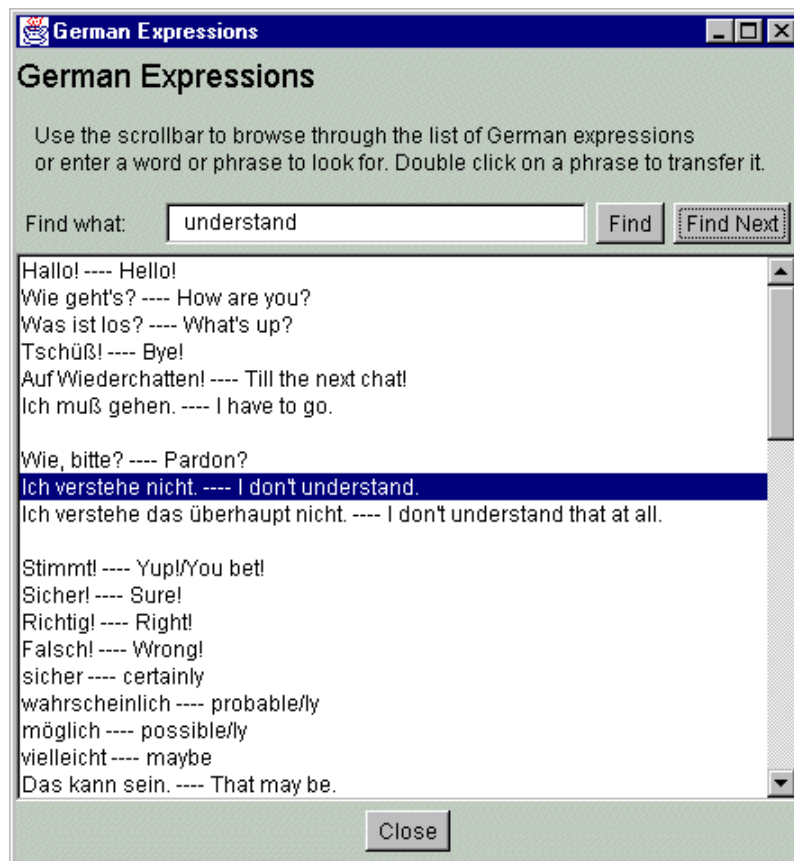 German Expressions
German Expressions
Use the scrollbar to browse through the list of German expressions
or enter a word or phrase to look for. Double click on a phrase to transfer it.
Find what: understand Find Find Next
Hallo! ---- Hello!
Wie geht's? ---- How are you?
Was ist los? ---- What's up?
Tschüß! ---- Bye!
Auf Wiederchatten! ---- Till the next chat!
Ich muß gehen. ---- I have to go.
Wie, bitte? ---- Pardon?
Ich verstehe nicht. ---- I don't understand.
Ich verstehe das überhaupt nicht. ---- I don't understand that at all.
Stimmt! ---- Yup!/You bet!
Sicher! ---- Sure!
Richtig! ---- Right!
Falsch! ---- Wrong!
sicher ---- certainly
wahrscheinlich ---- probable/ly
möglich ---- possible/ly
vielleicht ---- maybe
Das kann sein. ---- That may be.
Close